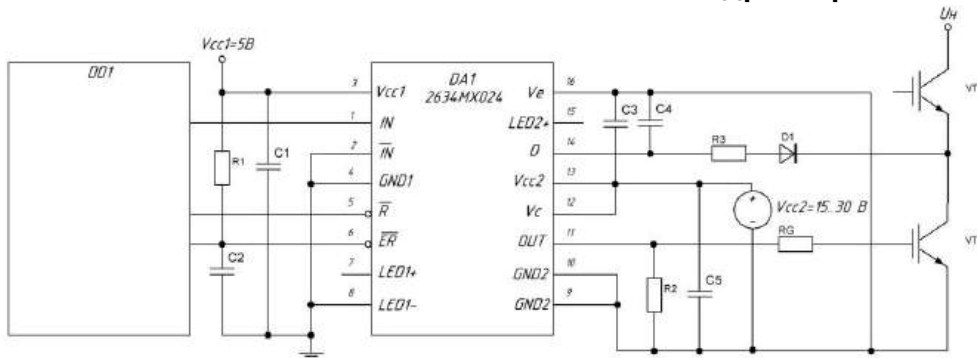 Uн
Vcc1=5В
DD1
DA1
2634МХ024
3 Vcc1
1 IN
2 IN
4 GND1
5 R
6 ER
7 LED1+
8 LED1-
Ve 16
LED2+ 15
D 14
Vcc2 13
Vc 12
OUT 11
GND2 10
GND2 9
R1
C1
C2
C3
C4
R3
D1
VT
Vcc2=15..30 В
RG
VT
R2
C5